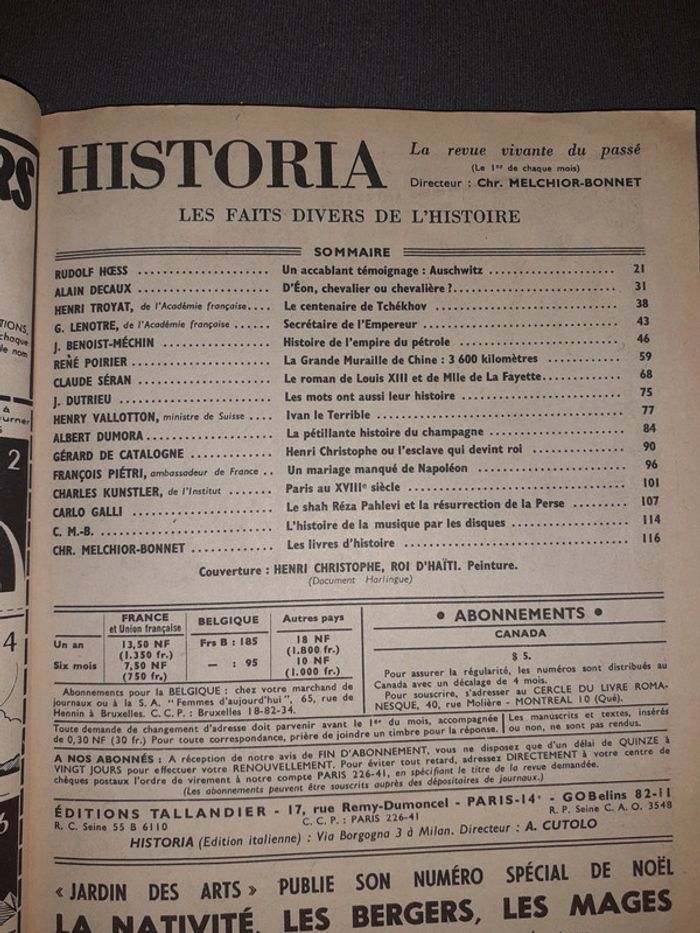 RS
HISTORIA
La revue vivante du passé
(Le 1er de chaque mois)
Directeur : Chr. MELCHIOR-BONNET
LES FAITS DIVERS DE L'HISTOIRE
SOMMAIRE
RUDOLF HŒSS .................. Un accablant témoignage : Auschwitz .................. 21
ALAIN DECAUX .................. D'Éon, chevalier ou chevalière ?.................. 31
HENRI TROYAT, de l'Académie française.... Le centenaire de Tchékhov .................. 38
G. LENOTRE, de l'Académie française ..... Secrétaire de l'Empereur .................. 43
J. BENOIST-MÉCHIN .................. Histoire de l'empire du pétrole .................. 46
RENÉ POIRIER .................. La Grande Muraille de Chine : 3 600 kilomètres .................. 59
CLAUDE SÉRAN .................. Le roman de Louis XIII et de Mlle de La Fayette.................. 68
J. DUTRIEU .................. Les mots ont aussi leur histoire .................. 75
HENRY VALLOTTON, ministre de Suisse .... Ivan le Terrible .................. 77
ALBERT DUMORA .................. La pétillante histoire du champagne .................. 84
GÉRARD DE CATALOGNE .................. Henri Christophe ou l'esclave qui devint roi .................. 90
FRANÇOIS PIÉTRI, ambassadeur de France .. Un mariage manqué de Napoléon .................. 96
CHARLES KUNSTLER, de l'Institut ....... Paris au XVIIIe siècle .................. 101
CARLO GALLI .................. Le shah Réza Pahlevi et la résurrection de la Perse .................. 107
C. M.-B. .................. L'histoire de la musique par les disques .................. 114
CHR. MELCHIOR-BONNET .................. Les livres d'histoire .................. 116
Couverture : HENRI CHRISTOPHE, ROI D'HAÏTI. Peinture.
(Document Harlingue)
FRANCE et Union française BELGIQUE Autres pays
Un an 13,50 NF (1.350 fr.) Frs B : 185 18 NF (1.800 fr.)
Six mois 7,50 NF (750 fr.) — : 95 10 NF (1.000 fr.)
Abonnements pour la BELGIQUE : chez votre marchand de
journaux ou à la S. A. "Femmes d'aujourd'hui", 65, rue de
Hennin à Bruxelles. C. C. P. : Bruxelles 18-82-34.
• ABONNEMENTS •
CANADA
$ 5.
Pour assurer la régularité, les numéros sont distribués au
Canada avec un décalage de 4 mois.
Pour souscrire, s'adresser au CERCLE DU LIVRE ROMA-
NESQUE, 40, rue Molière - MONTREAL 10 (Qué).
Toute demande de changement d'adresse doit parvenir avant le 1er du mois, accompagnée
de 0,30 NF (30 fr.) Pour toute correspondance, prière de joindre un timbre pour la réponse.
Les manuscrits et textes, insérés
ou non, ne sont pas rendus.
A NOS ABONNÉS : A réception de notre avis de FIN D'ABONNEMENT, vous ne disposez que d'un délai de QUINZE à
VINGT JOURS pour effectuer votre RENOUVELLEMENT. Pour éviter tout retard, adressez DIRECTEMENT à votre centre de
chèques postaux l'ordre de virement à notre compte PARIS 226-41, en spécifiant le titre de la revue demandée.
(Les abonnements peuvent être souscrits auprès des dépositaires de journaux.)
ÉDITIONS TALLANDIER - 17, rue Remy-Dumoncel - PARIS-14e - GOBelins 82-11
R. C. Seine 55 B 6110 C. C. P. : PARIS 226-41 R. P. Seine C. A. O. 3548
HISTORIA (Edition italienne) : Via Borgogna 3 à Milan. Directeur : A. CUTOLO
« JARDIN DES ARTS » PUBLIE SON NUMÉRO SPÉCIAL DE NOËL
LA NATIVITÉ, LES BERGERS, LES MAGES
TIONS,
chaque
le nom
à
ourner
2
4
6